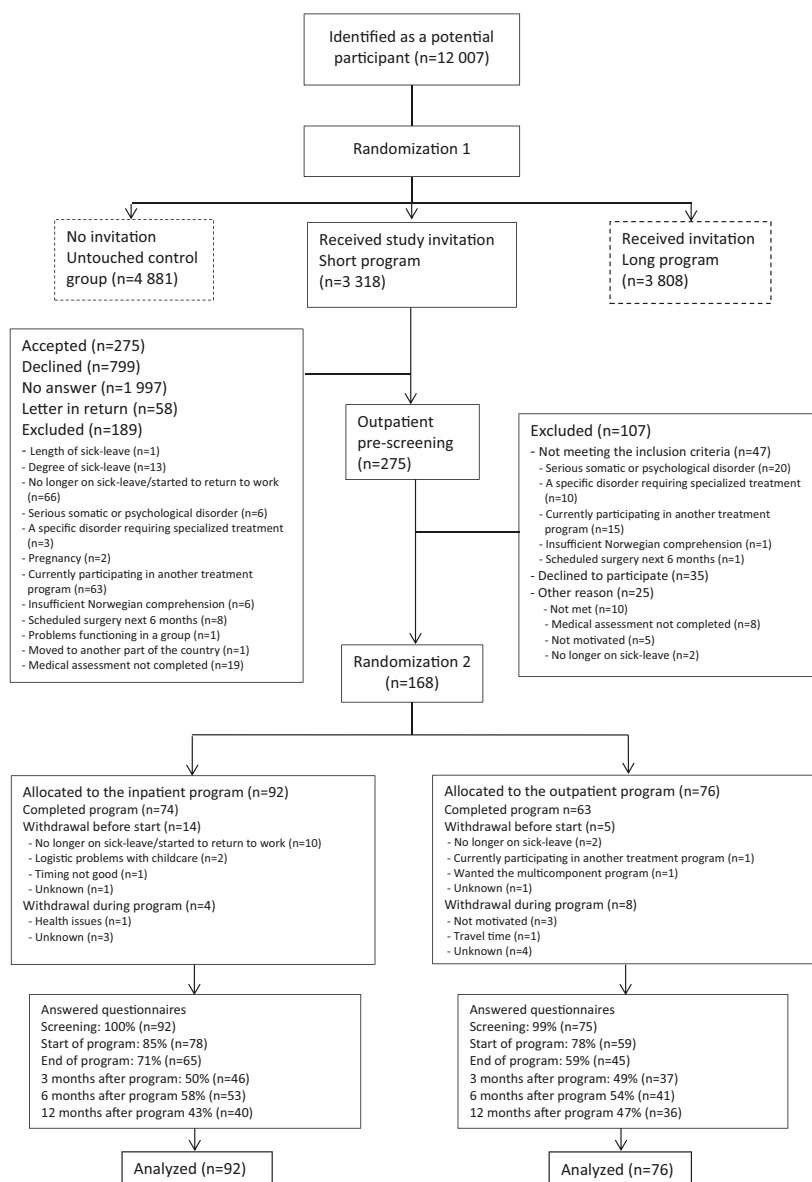 Identified as a potential
participant (n=12 007)
Randomization 1
No invitation
Untouched control
group (n=4 881)
Received study invitation
Short program
(n=3 318)
Received invitation
Long program
(n=3 808)
Accepted (n=275)
Declined (n=799)
No answer (n=1 997)
Letter in return (n=58)
Excluded (n=189)
- Length of sick-leave (n=1)
- Degree of sick-leave (n=13)
- No longer on sick-leave/started to return to work
(n=66)
- Serious somatic or psychological disorder (n=6)
- A specific disorder requiring specialized treatment
(n=3)
- Pregnancy (n=2)
- Currently participating in another treatment
program (n=63)
- Insufficient Norwegian comprehension (n=6)
- Scheduled surgery next 6 months (n=8)
- Problems functioning in a group (n=1)
- Moved to another part of the country (n=1)
- Medical assessment not completed (n=19)
Outpatient
pre-screening
(n=275)
Excluded (n=107)
- Not meeting the inclusion criteria (n=47)
- Serious somatic or psychological disorder (n=20)
- A specific disorder requiring specialized treatment
(n=10)
- Currently participating in another treatment
program (n=15)
- Insufficient Norwegian comprehension (n=1)
- Scheduled surgery next 6 months (n=1)
- Declined to participate (n=35)
- Other reason (n=25)
- Not met (n=10)
- Medical assessment not completed (n=8)
- Not motivated (n=5)
- No longer on sick-leave (n=2)
Randomization 2
(n=168)
Allocated to the inpatient program (n=92)
Completed program (n=74)
Withdrawal before start (n=14)
- No longer on sick-leave/started to return to work (n=10)
- Logistic problems with childcare (n=2)
- Timing not good (n=1)
- Unknown (n=1)
Withdrawal during program (n=4)
- Health issues (n=1)
- Unknown (n=3)
Allocated to the outpatient program (n=76)
Completed program n=63)
Withdrawal before start (n=5)
- No longer on sick-leave (n=2)
- Currently participating in another treatment program (n=1)
- Wanted the multicomponent program (n=1)
- Unknown (n=1)
Withdrawal during program (n=8)
- Not motivated (n=3)
- Travel time (n=1)
- Unknown (n=4)
Answered questionnaires
Screening: 100% (n=92)
Start of program: 85% (n=78)
End of program: 71% (n=65)
3 months after program: 50% (n=46)
6 months after program 58% (n=53)
12 months after program 43% (n=40)
Answered questionnaires
Screening: 99% (n=75)
Start of program: 78% (n=59)
End of program: 59% (n=45)
3 months after program: 49% (n=37)
6 months after program: 54% (n=41)
12 months after program 47% (n=36)
Analyzed (n=92)
Analyzed (n=76)